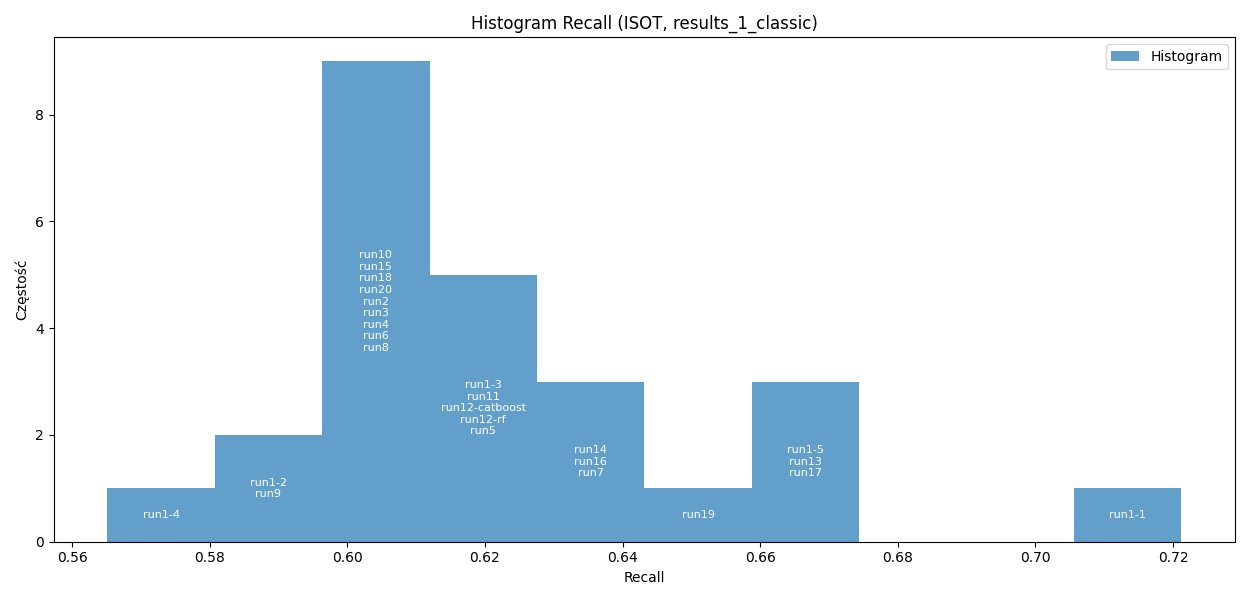 Histogram Recall (ISOT, results_1_classic)
Histogram
Częstość
8
6
4
2
0
run10
run15
run18
run20
run2
run3
run4
run6
run8
run1-3
run11
run12-catboost
run12-rf
run5
run14
run16
run7
run1-5
run13
run17
run1-2
run9
run1-4
run19
run1-1
0.56
0.58
0.60
0.62
0.64
0.66
0.68
0.70
0.72
Recall